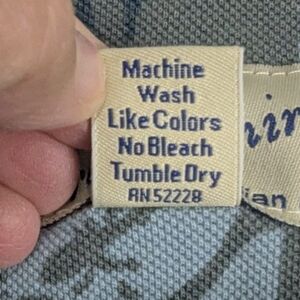 Machine
Wash
Like Colors
No Bleach
Tumble Dry
RN 52228